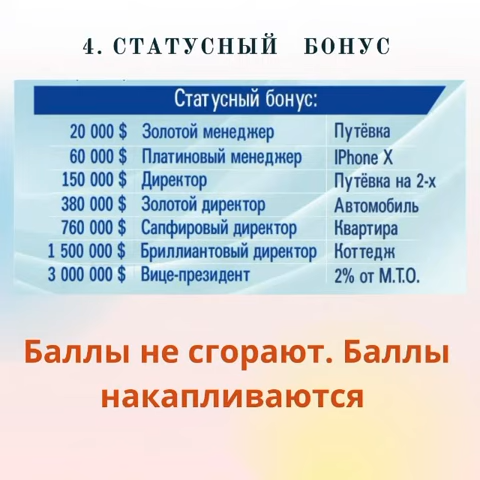 4. СТАТУСНЫЙ БОНУС
Статусный бонус:
20 000 $ Золотой менеджер Путёвка
60 000 $ Платиновый менеджер IPhone X
150 000 $ Директор Путёвка на 2-х
380 000 $ Золотой директор Автомобиль
760 000 $ Сапфировый директор Квартира
1 500 000 $ Бриллиантовый директор Коттедж
3 000 000 $ Вице-президент 2% от М.Т.О.
Баллы не сгорают. Баллы
накапливаются